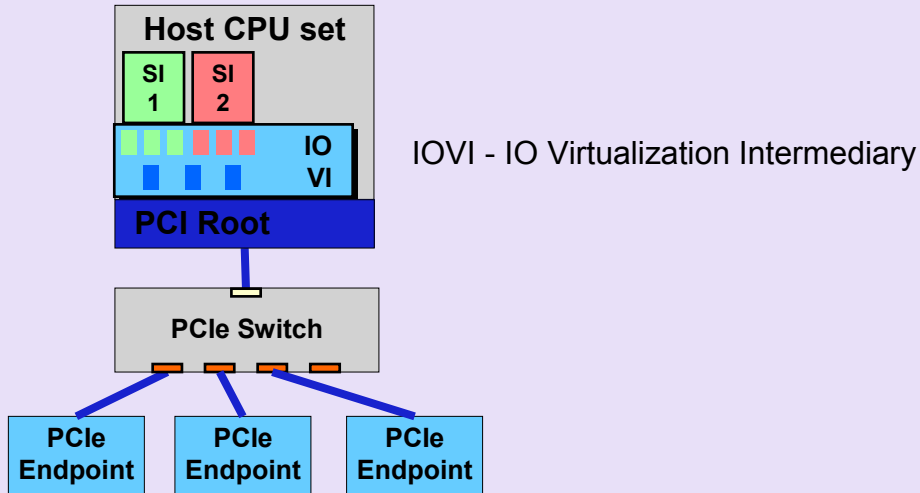 Host CPU set
SI
1
SI
2
IO
VI
IOVI - IO Virtualization Intermediary
PCI Root
PCIe Switch
PCIe
Endpoint
PCIe
Endpoint
PCIe
Endpoint